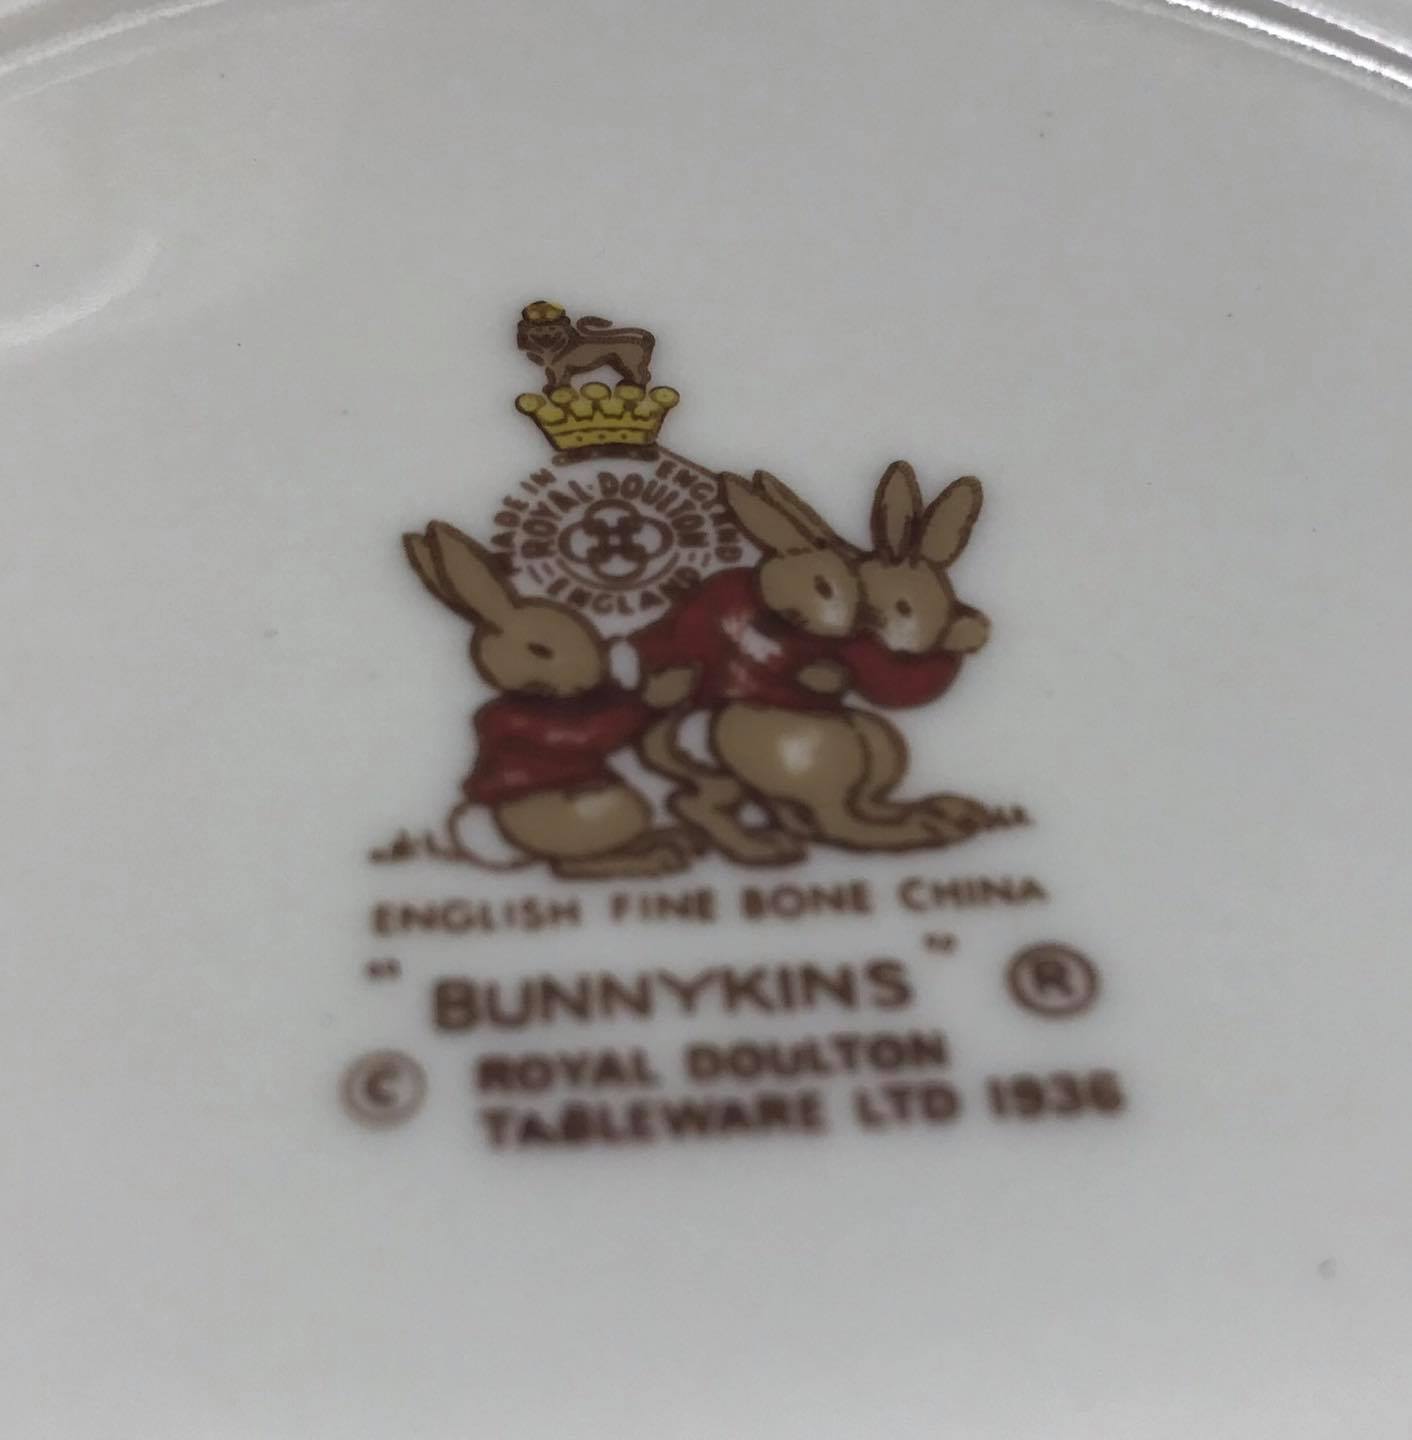 MADE IN ENGLAND
ROYAL·DOULTON
ENGLAND
ENGLISH FINE BONE CHINA
"BUNNYKINS" ®
© ROYAL DOULTON
TABLEWARE LTD 1936